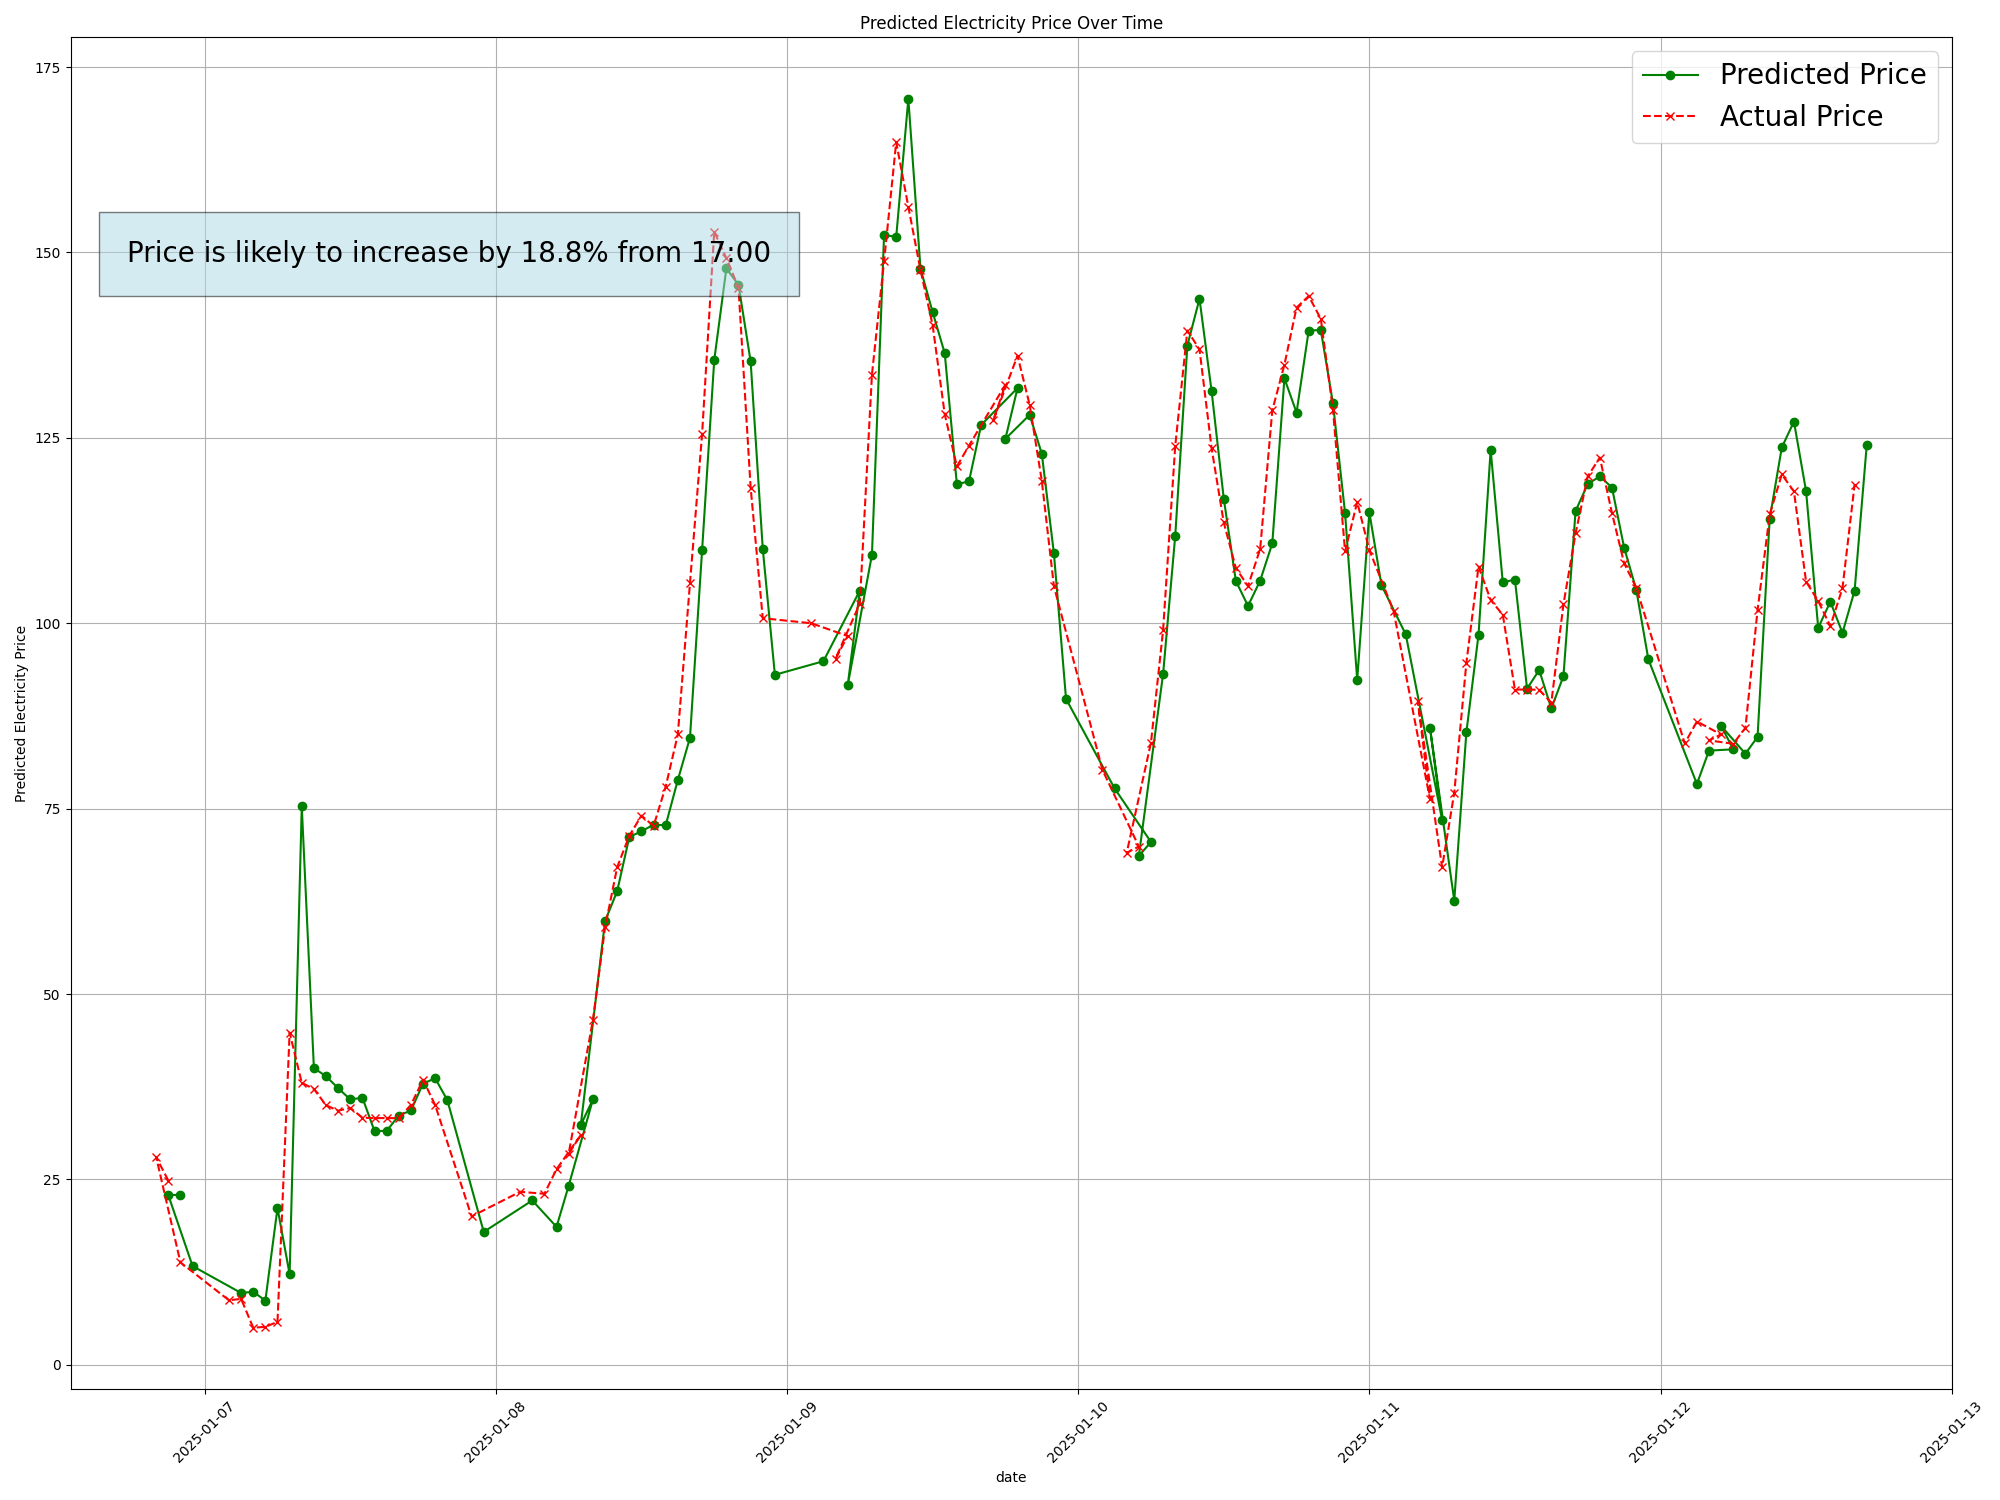 Predicted Electricity Price Over Time
Predicted Price
Actual Price
Price is likely to increase by 18.8% from 17:00
Predicted Electricity Price
175
150
125
100
75
50
25
0
2025-01-07
2025-01-08
2025-01-09
2025-01-10
2025-01-11
2025-01-12
2025-01-13
date